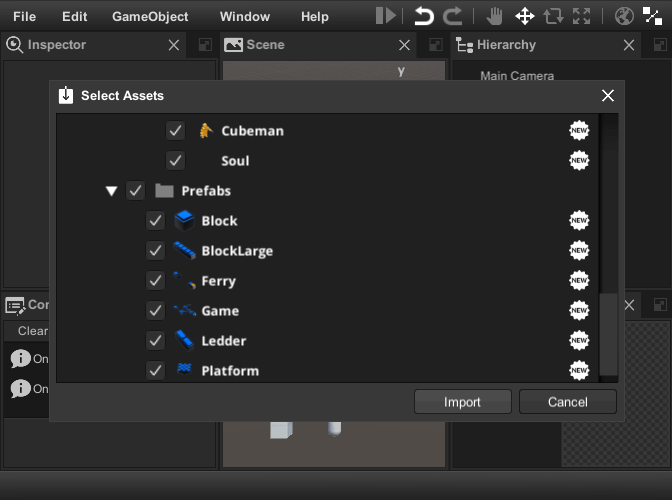 File Edit GameObject Window Help
Inspector Scene Hierarchy
y
Main Camera
Select Assets
Cubeman NEW
Soul NEW
Prefabs
Block NEW
BlockLarge NEW
Ferry NEW
Game NEW
Ledder NEW
Platform NEW
Con
Clear
On
On
Import Cancel